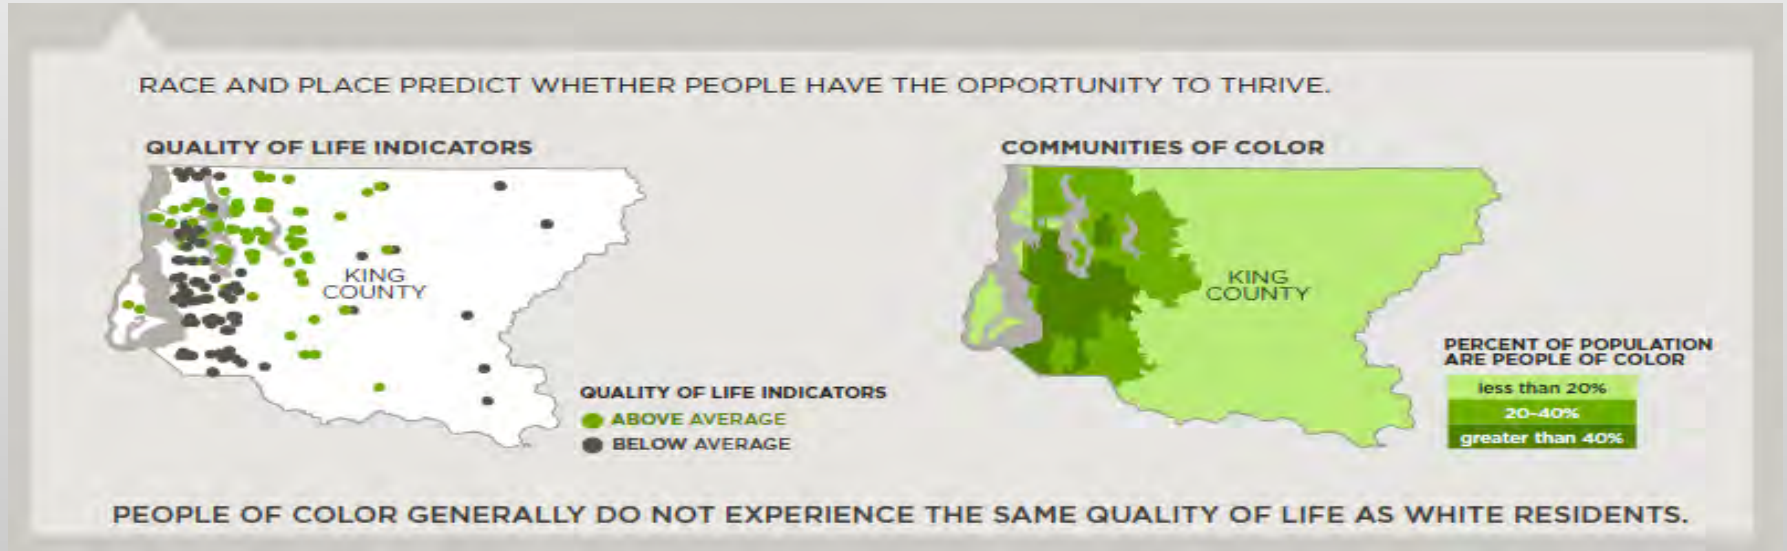 RACE AND PLACE PREDICT WHETHER PEOPLE HAVE THE OPPORTUNITY TO THRIVE.
QUALITY OF LIFE INDICATORS
KING
COUNTY
QUALITY OF LIFE INDICATORS
ABOVE AVERAGE
BELOW AVERAGE
COMMUNITIES OF COLOR
KING
COUNTY
PERCENT OF POPULATION
ARE PEOPLE OF COLOR
less than 20%
20-40%
greater than 40%
PEOPLE OF COLOR GENERALLY DO NOT EXPERIENCE THE SAME QUALITY OF LIFE AS WHITE RESIDENTS.